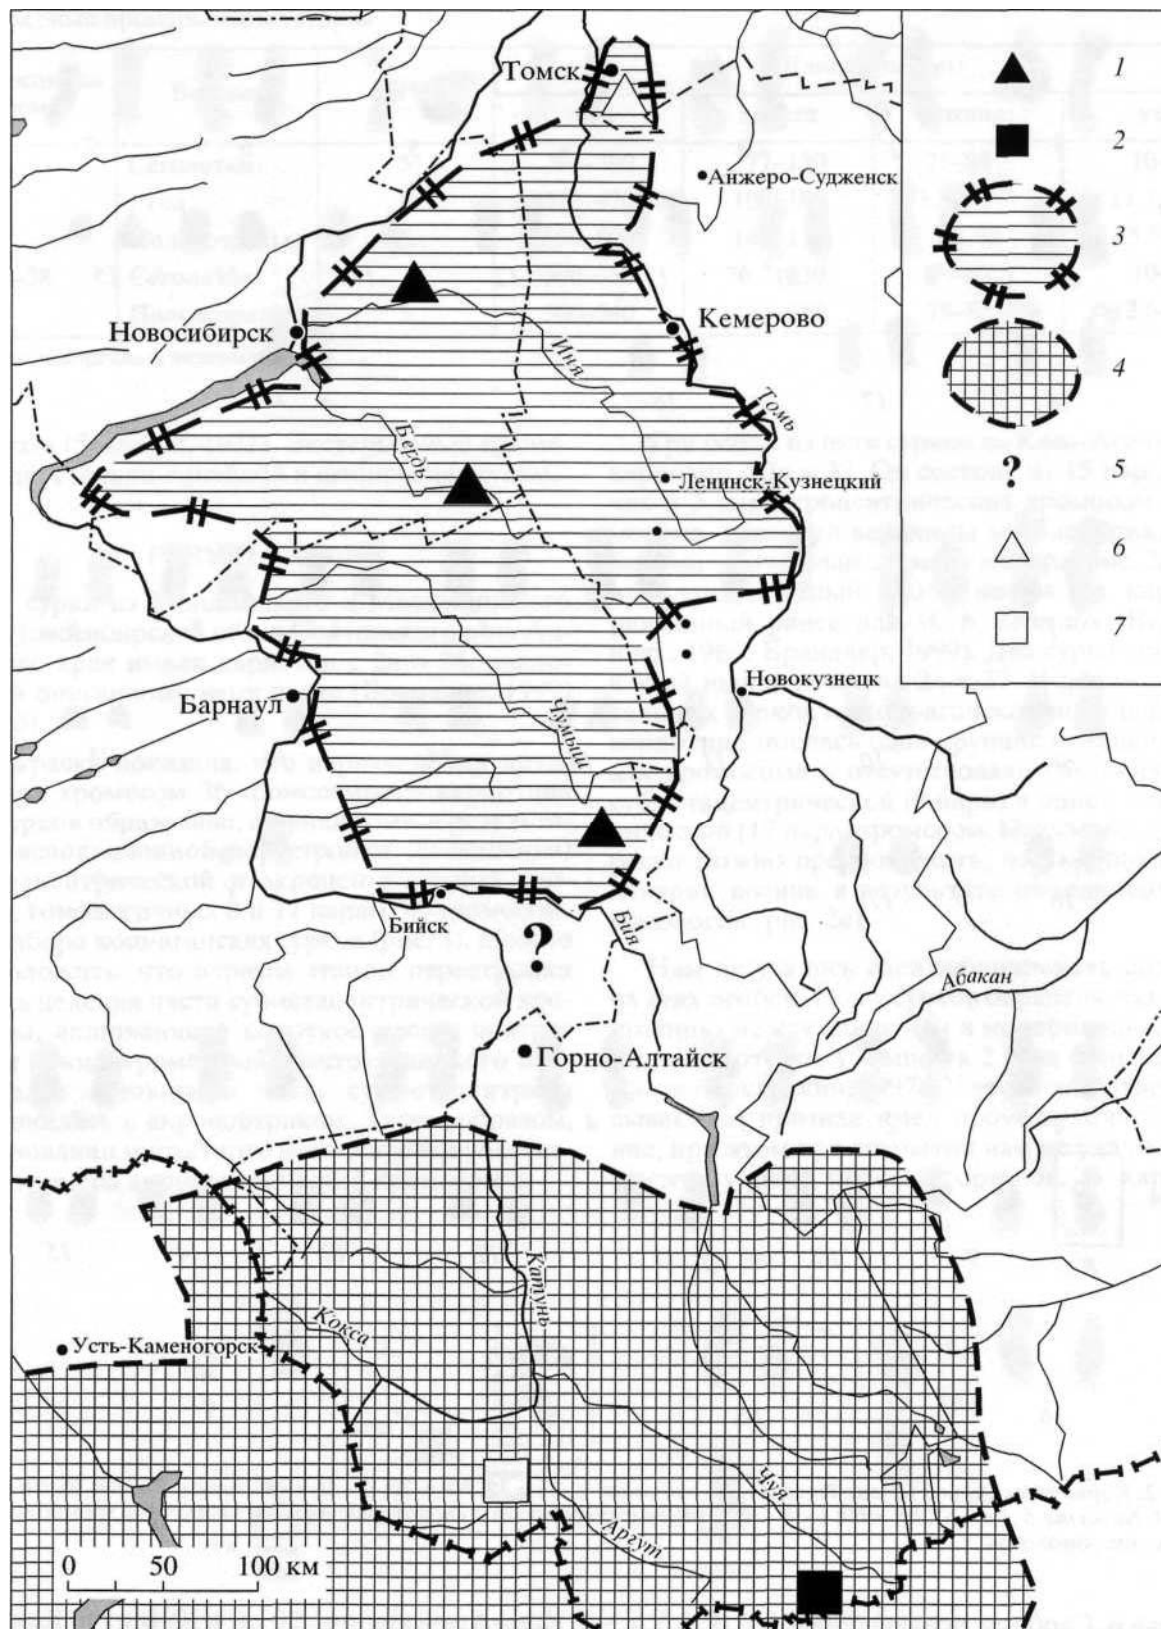 Томск
1
2
Анжеро-Судженск
3
Новосибирск
Кемерово
Иня
4
Томь
Бердь
Ленинск-Кузнецкий
5
?
6
7
Новокузнецк
Барнаул
Чумыш
Бийск
Бия
?
Абакан
Горно-Алтайск
Катунь
Кокса
Усть-Каменогорск
Чуя
Аргут
0 50 100 км